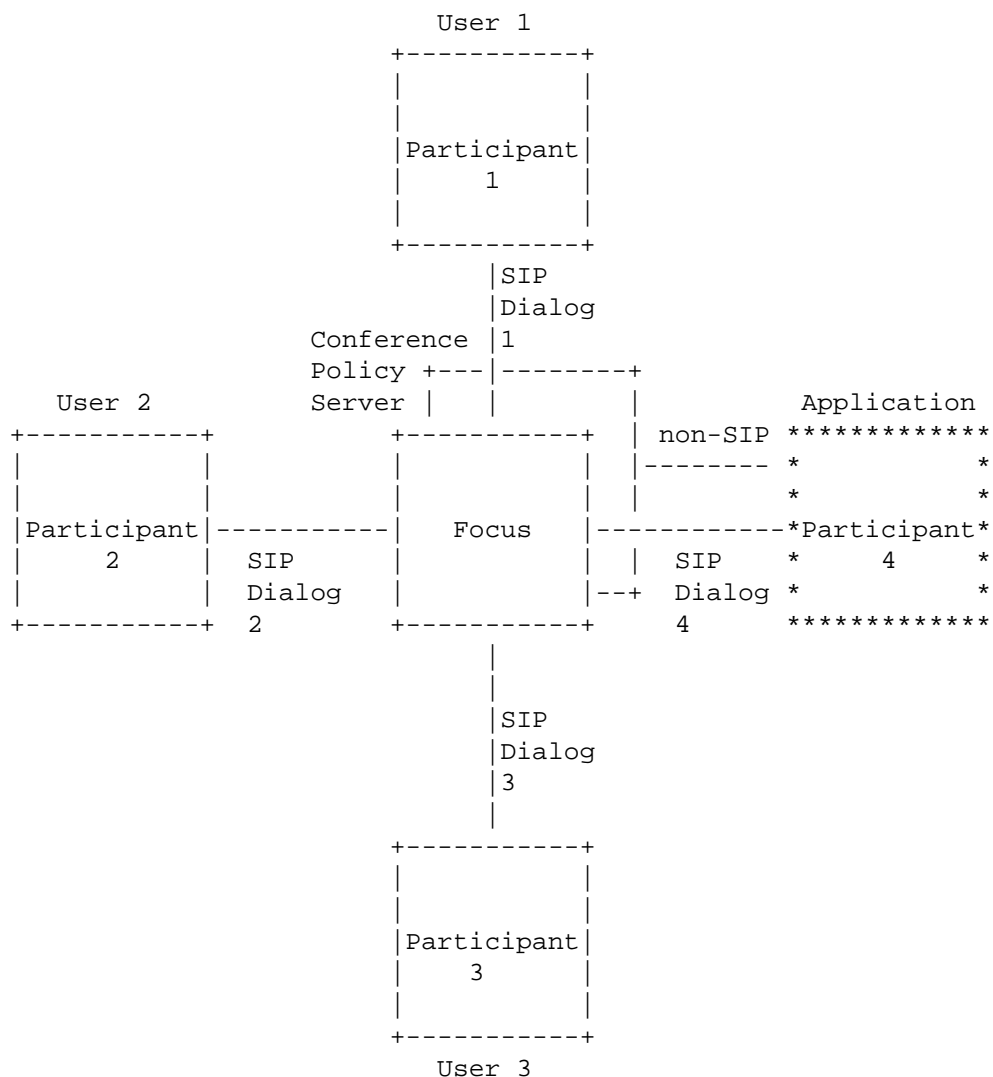 User 1
Participant
1
SIP
Dialog
1
Conference
Policy
Server
User 2
Participant
2
SIP
Dialog
2
Focus
non-SIP
Application
Participant
4
SIP
Dialog
4
SIP
Dialog
3
Participant
3
User 3